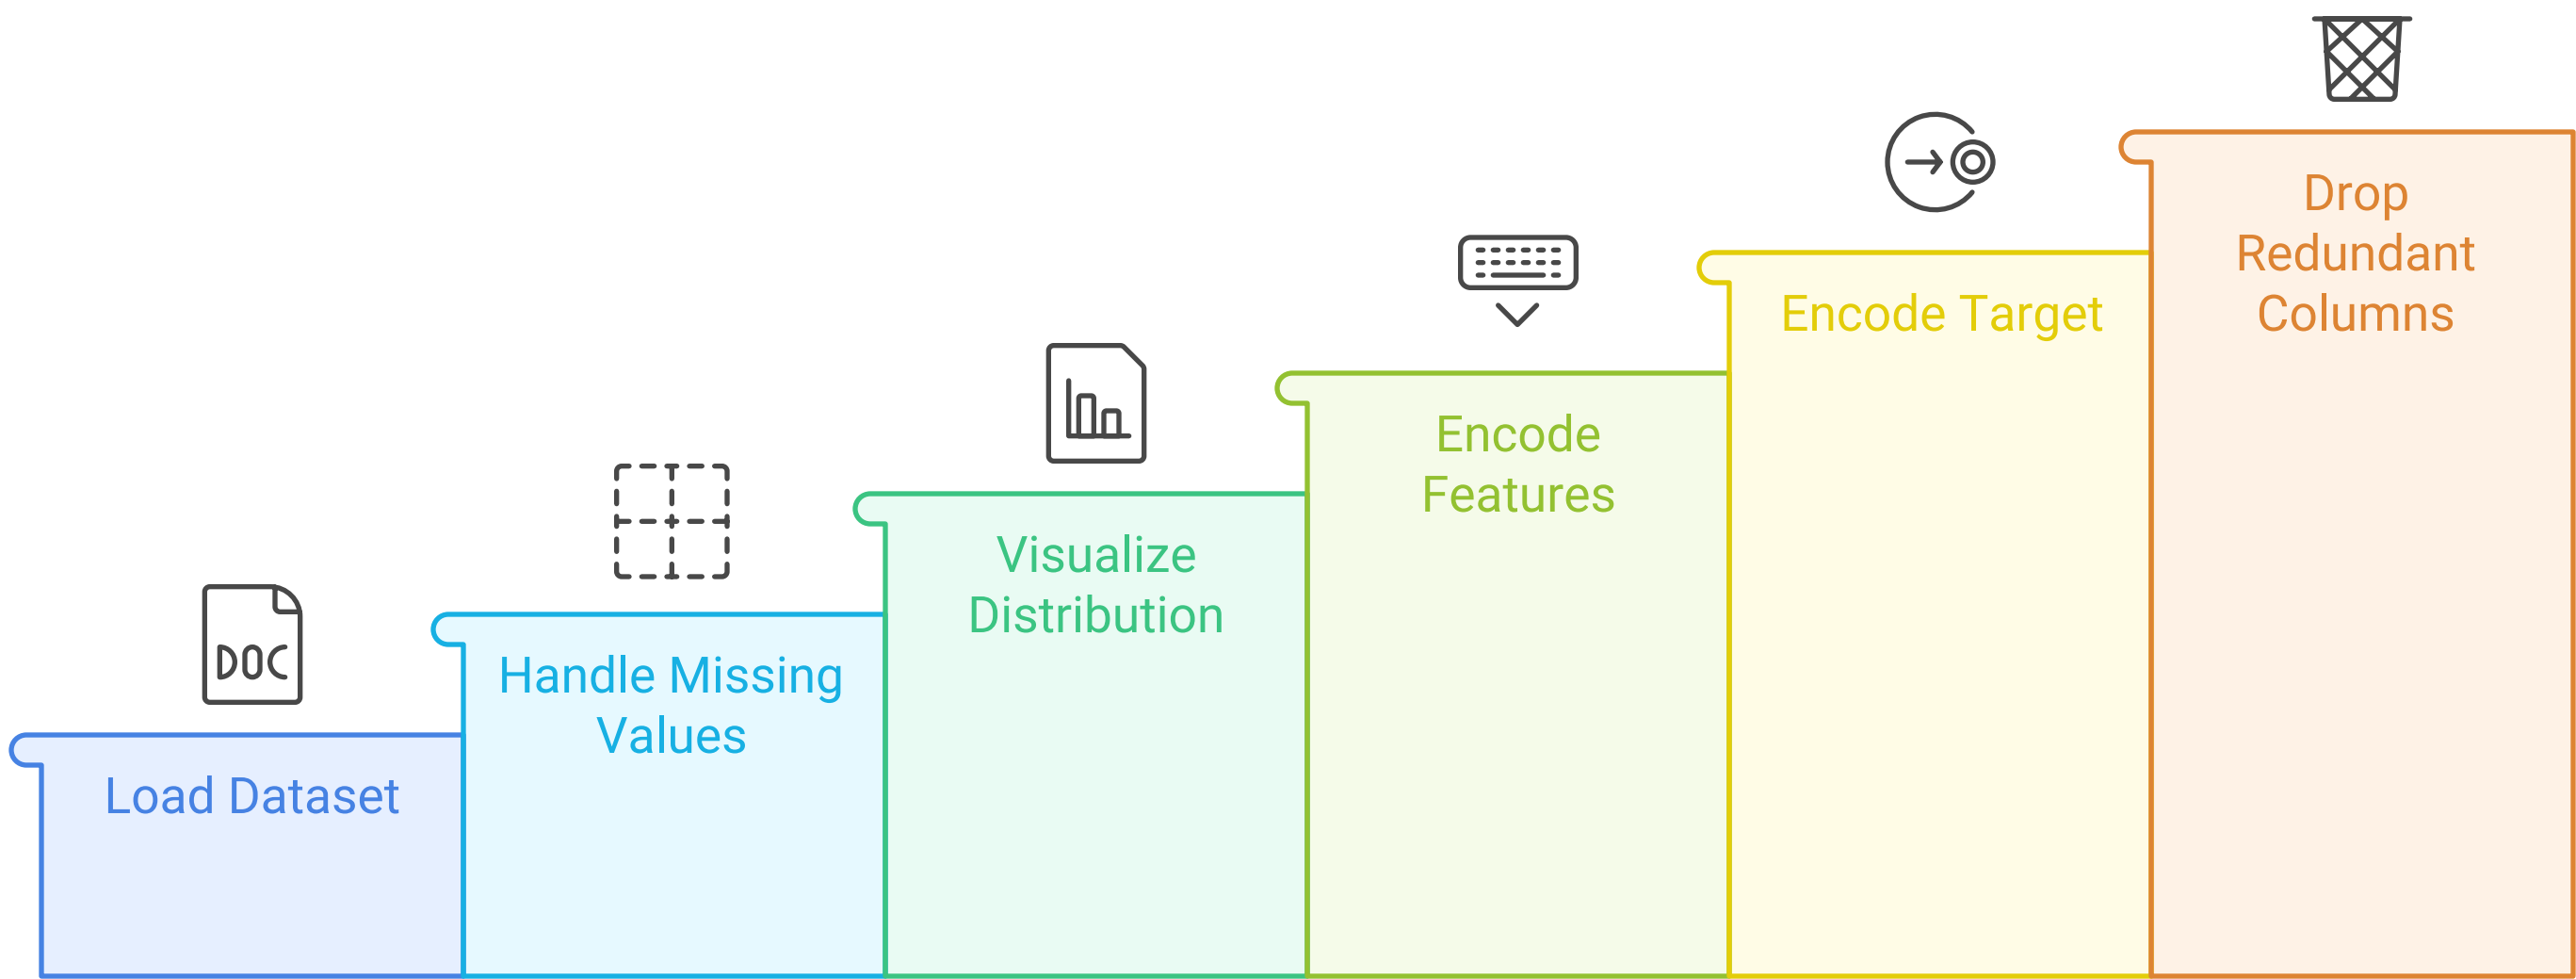 DOC
Load Dataset
Handle Missing
Values
Visualize
Distribution
Encode
Features
Encode Target
Drop
Redundant
Columns